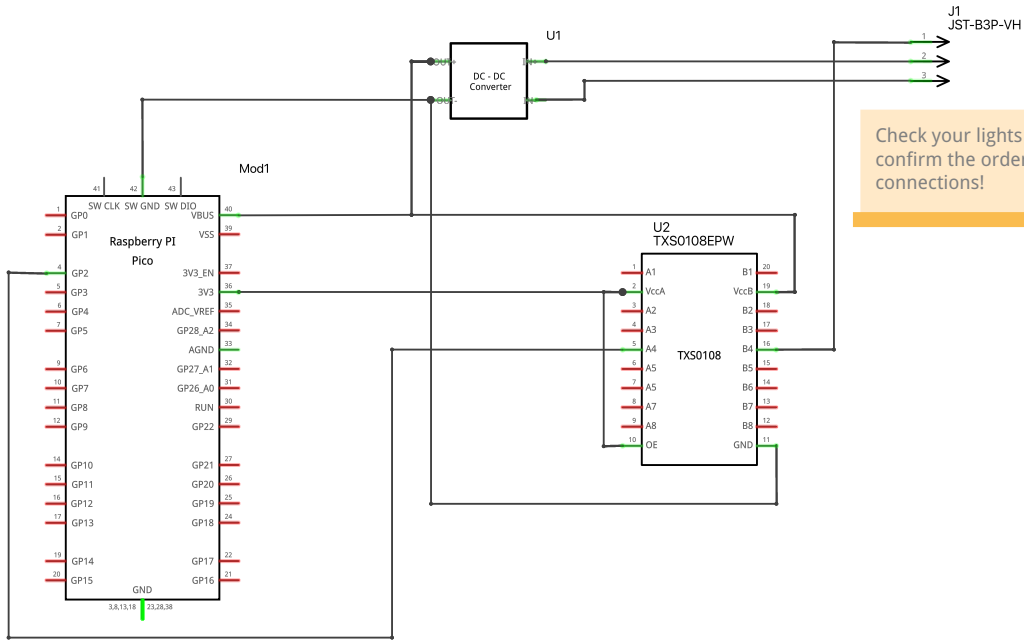 J1
JST-B3P-VH
U1
1
OUT+
IN+
2
DC - DC
Converter
3
OUT-
IN-
Check your lights
confirm the order
connections!
Mod1
41
42
43
SW CLK
SW GND
SW DIO
1
GP0
VBUS
40
2
GP1
VSS
39
Raspberry PI
Pico
U2
TXS0108EPW
4
GP2
3V3_EN
37
1
A1
B1
20
5
GP3
3V3
36
2
VccA
VccB
19
6
GP4
ADC_VREF
35
3
A2
B2
18
7
GP5
GP28_A2
34
4
A3
B3
17
AGND
33
5
A4
B4
16
TXS0108
9
GP6
GP27_A1
32
6
A5
B5
15
10
GP7
GP26_A0
31
7
A5
B6
14
11
GP8
RUN
30
8
A7
B7
13
12
GP9
GP22
29
9
A8
B8
12
10
OE
GND
11
14
GP10
GP21
27
15
GP11
GP20
26
16
GP12
GP19
25
17
GP13
GP18
24
19
GP14
GP17
22
20
GP15
GP16
21
GND
3,8,13,18
23,28,38